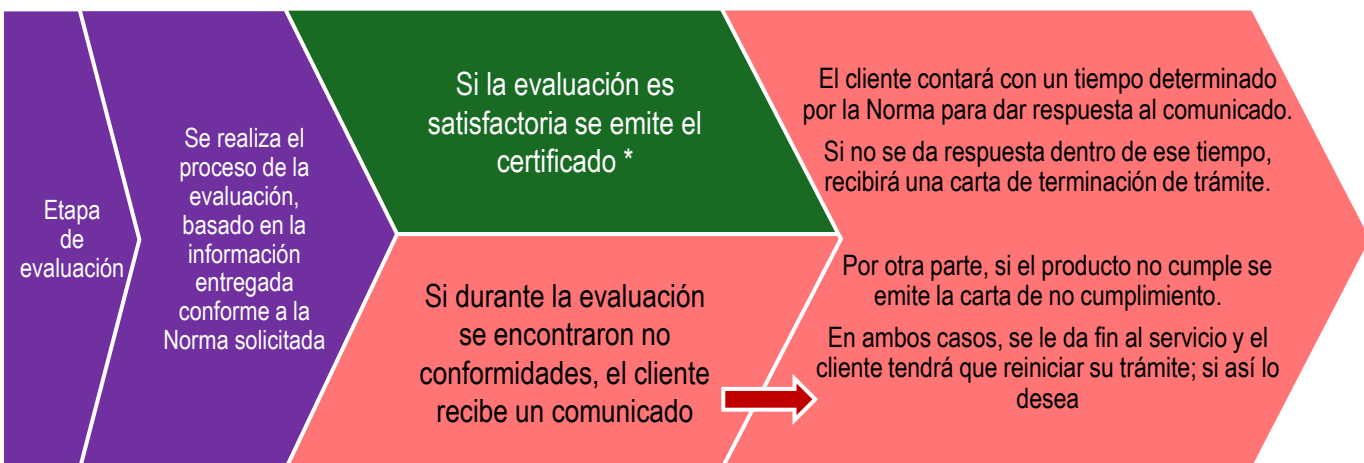 Etapa
de
evaluación
Se realiza el
proceso de la
evaluación,
basado en la
información
entregada
conforme a la
Norma solicitada
Si la evaluación es
satisfactoria se emite el
certificado *
Si durante la evaluación
se encontraron no
conformidades, el cliente
recibe un comunicado
El cliente contará con un tiempo determinado
por la Norma para dar respuesta al comunicado.
Si no se da respuesta dentro de ese tiempo,
recibirá una carta de terminación de trámite.
Por otra parte, si el producto no cumple se
emite la carta de no cumplimiento.
En ambos casos, se le da fin al servicio y el
cliente tendrá que reiniciar su trámite; si así lo
desea